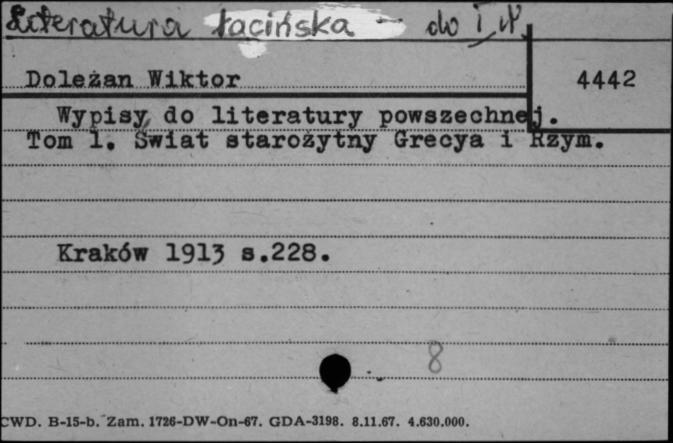 Literatura łacińska - do I w.
Doleżan Wiktor
4442
Wypisy do literatury powszechnej.
Tom 1. Świat starożytny Grecya i Rzym.
Kraków 1913 s.228.
8
CWD. B-15-b. Zam. 1726-DW-On-67. GDA-3198. 8.11.67. 4.630.000.